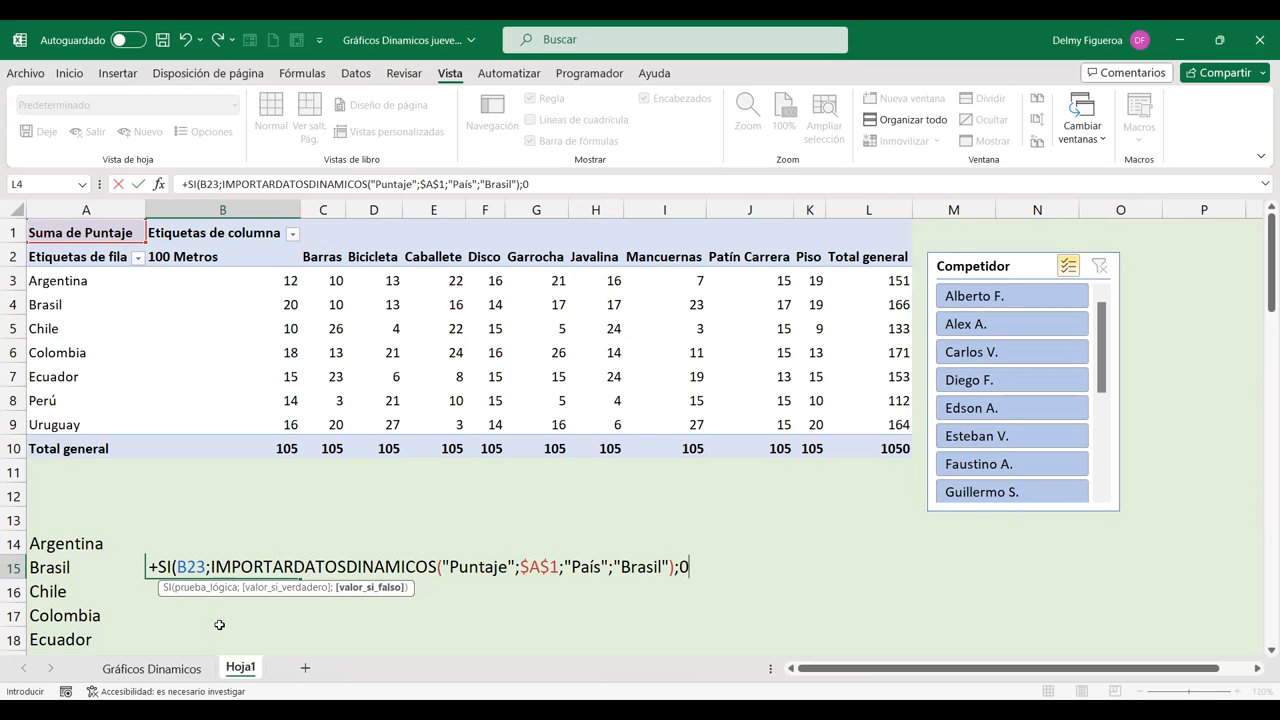 Autoguardado
Gráficos Dinamicos jueve...
Buscar
Delmy Figueroa DF
Archivo Inicio Insertar Disposición de página Fórmulas Datos Revisar Vista Automatizar Programador Ayuda
Comentarios Compartir
Predeterminado
Deje Salir Nuevo Opciones
Vista de hoja
Normal Ver salt. Pág.
Diseño de página
Vistas personalizadas
Vistas de libro
Navegación
Regla
Líneas de cuadrícula
Barra de fórmulas
Encabezados
Mostrar
Zoom 100% Ampliar selección
Zoom
Nueva ventana
Organizar todo
Inmovilizar
Dividir
Ocultar
Mostrar
Ventana
Cambiar ventanas
Macros
Macros
L4 fx +SI(B23;IMPORTARDATOSDINAMICOS("Puntaje";$A$1;"País";"Brasil");0
A B C D E F G H I J K L M N O P
1 Suma de Puntaje Etiquetas de columna
2 Etiquetas de fila 100 Metros Barras Bicicleta Caballete Disco Garrocha Javalina Mancuernas Patín Carrera Piso Total general
3 Argentina 12 10 13 22 16 21 16 7 15 19 151
4 Brasil 20 10 13 16 14 17 17 23 17 19 166
5 Chile 10 26 4 22 15 5 24 3 15 9 133
6 Colombia 18 13 21 24 16 26 14 11 15 13 171
7 Ecuador 15 23 6 8 15 15 24 19 13 15 153
8 Perú 14 3 21 10 15 5 4 15 15 10 112
9 Uruguay 16 20 27 3 14 16 6 27 15 20 164
10 Total general 105 105 105 105 105 105 105 105 105 105 1050
Competidor
Alberto F.
Alex A.
Carlos V.
Diego F.
Edson A.
Esteban V.
Faustino A.
Guillermo S.
11
12
13
14 Argentina
15 Brasil +SI(B23;IMPORTARDATOSDINAMICOS("Puntaje";$A$1;"País";"Brasil");0
SI(prueba_lógica; [valor_si_verdadero]; [valor_si_falso])
16 Chile
17 Colombia
18 Ecuador
Gráficos Dinamicos Hoja1
Introducir Accesibilidad: es necesario investigar 120%